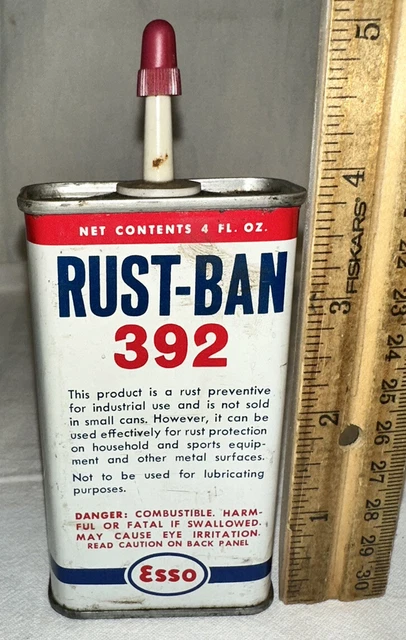 NET CONTENTS 4 FL. OZ.
RUST-BAN
392
This product is a rust preventive
for industrial use and is not sold
in small cans. However, it can be
used effectively for rust protection
on household and sports equip-
ment and other metal surfaces.
Not to be used for lubricating
purposes.
DANGER: COMBUSTIBLE. HARM-
FUL OR FATAL IF SWALLOWED.
MAY CAUSE EYE IRRITATION.
READ CAUTION ON BACK PANEL
Esso
5
4
FISKARS
3
2
1
23
24
25
26
27
28
29
30